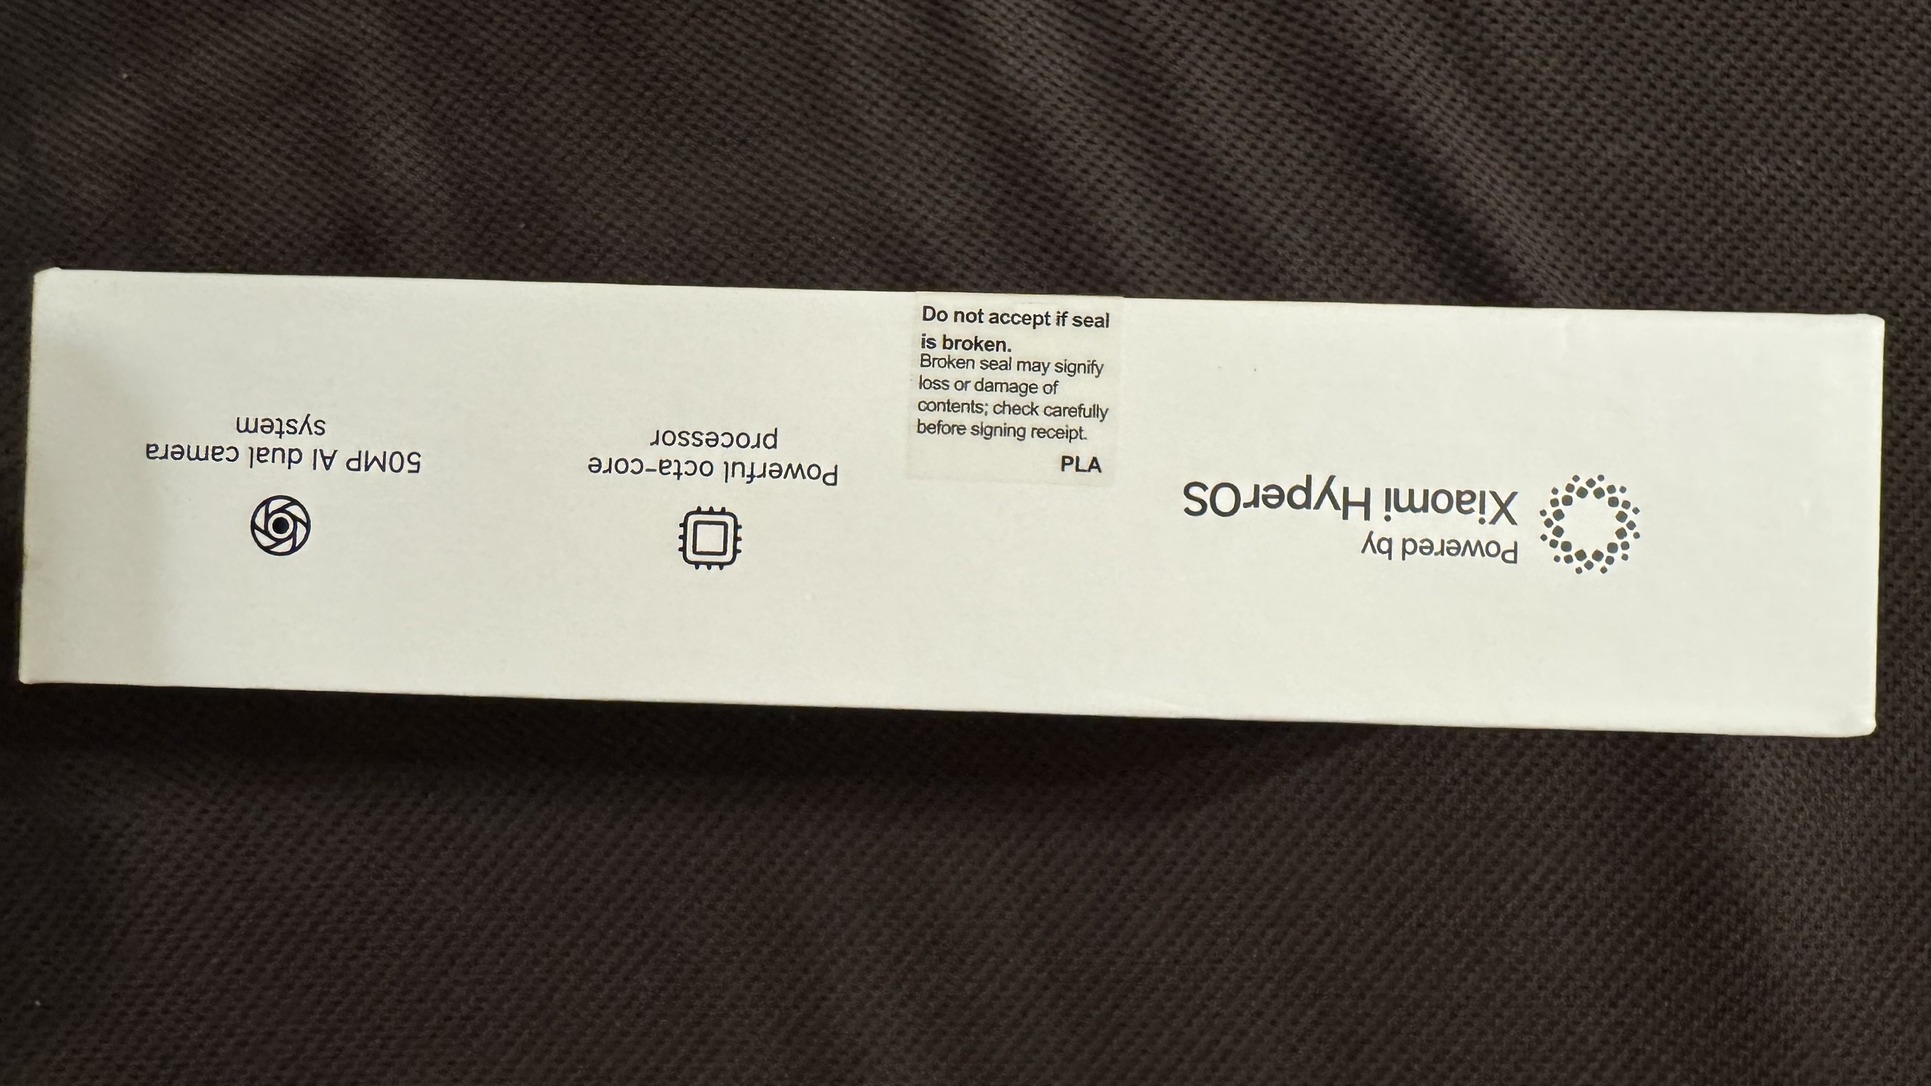 Do not accept if seal
is broken.
Broken seal may signify
loss or damage of
contents; check carefully
before signing receipt.
PLA
Powered by
Xiaomi HyperOS
Powerful octa-core
processor
50MP AI dual camera
system